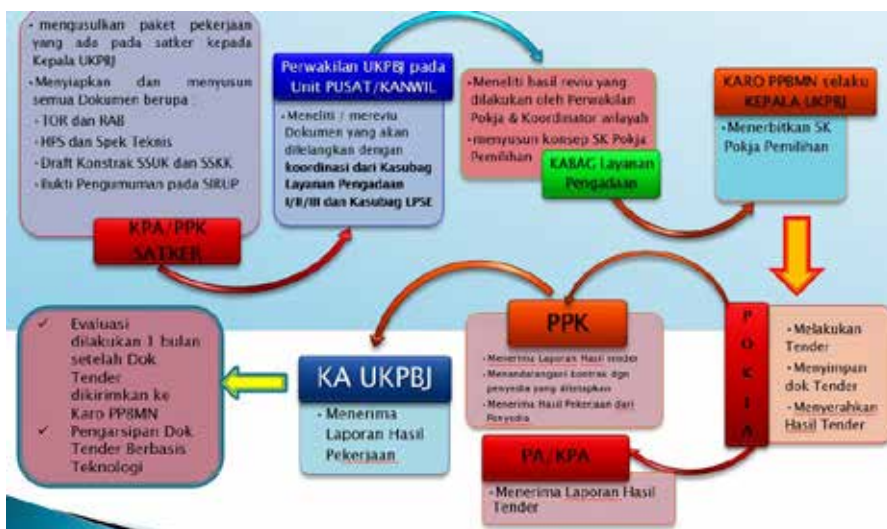 • mengusulkan paket pekerjaan
yang ada pada satker kepada
Kepala UKPBJ
• Menyiapkan dan menyusun
semua Dokumen berupa :
• TOR dan RAB
• HPS dan Spek Teknis
• Draft Konstrak SSUK dan SSKK
• Bukti Pengumuman pada SIRUP
KPA/PPK
SATKER
Perwakilan UKPBJ pada
Unit PUSAT/KANWIL
• Meneliti / mereviu
Dokumen yang akan
dilelangkan dengan
koordinasi dari Kasubag
Layanan Pengadaan
I/II/III dan Kasubag LPSE
• Meneliti hasil reviu yang
dilakukan oleh Perwakilan
Pokja & Koordinator wilayah
• menyusun konsep SK Pokja
Pemilihan
KABAG Layanan
Pengadaan
KARO PPBMN selaku
KEPALA UKPBJ
• Menerbitkan SK
Pokja Pemilihan
P
O
K
J
A
• Melakukan
Tender
• Menyimpan
dok Tender
• Menyerahkan
Hasil Tender
PPK
• Menerima Laporan Hasil tender
• Menandatangani kontrak dgn
penyedia yang ditetapkan
• Menerima Hasil Pekerjaan dari
Penyedia
PA/KPA
• Menerima Laporan Hasil
Tender
KA UKPBJ
• Menerima
Laporan Hasil
Pekerjaan
✓ Evaluasi
dilakukan 1 bulan
setelah Dok
Tender
dikirimkan ke
Karo PPBMN
✓ Pengarsipan Dok
Tender Berbasis
Teknologi